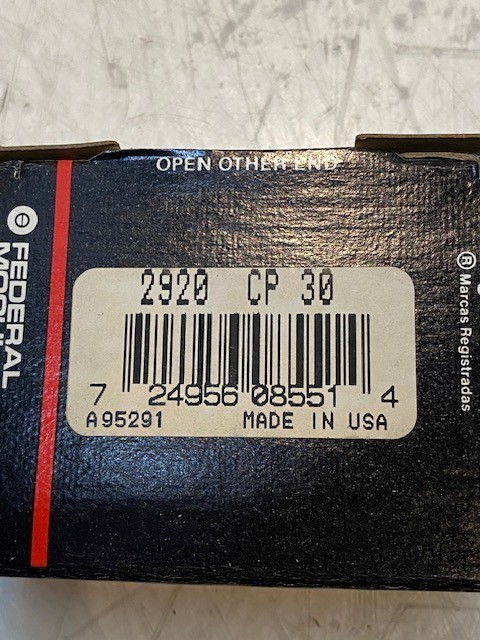 OPEN OTHER END
2920 CP 30
7 24956 08551 4
A95291 MADE IN USA
FEDERAL
MOGUL
® Marcas Registradas